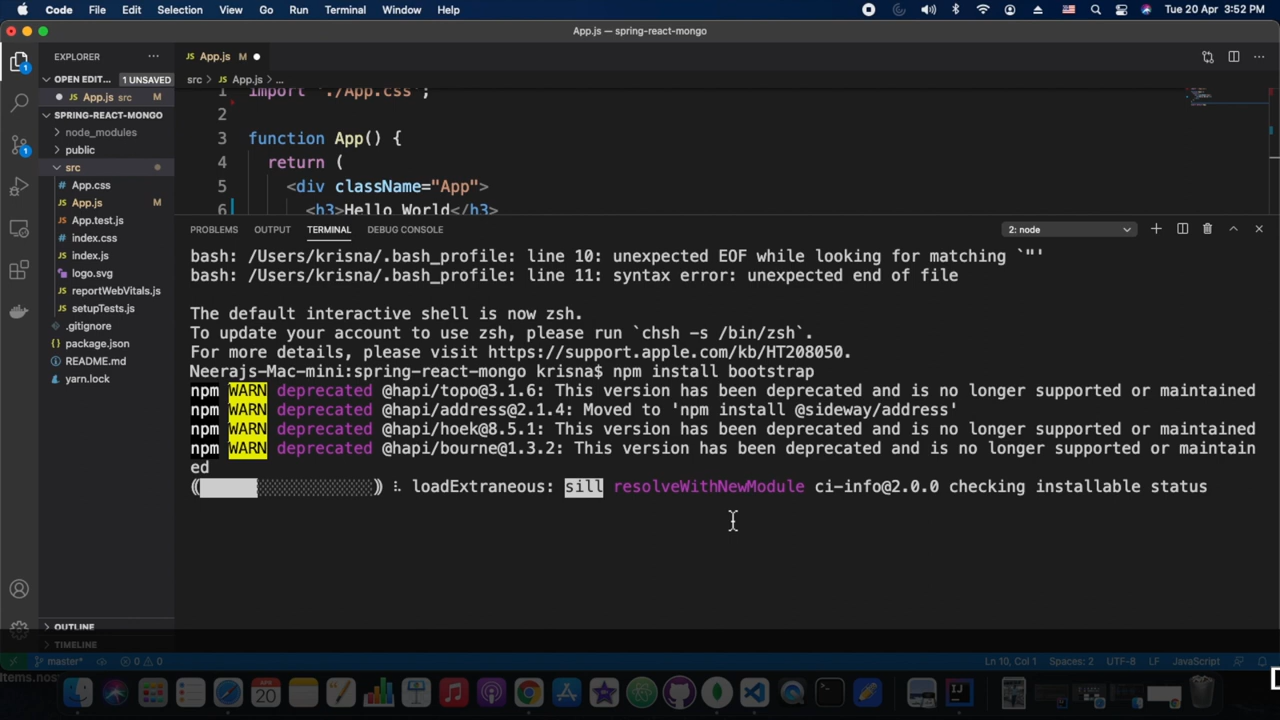 Code File Edit Selection View Go Run Terminal Window Help Tue 20 Apr 3:52 PM
App.js — spring-react-mongo
EXPLORER
OPEN EDIT... 1 UNSAVED
JS App.js src M
SPRING-REACT-MONGO
node_modules
public
src
# App.css
JS App.js M
JS App.test.js
# index.css
JS index.js
logo.svg
JS reportWebVitals.js
JS setupTests.js
.gitignore
{} package.json
README.md
yarn.lock
OUTLINE
TIMELINE
JS App.js M
src > JS App.js > ...
1 import './App.css';
2
3 function App() {
4 return (
5 <div className="App">
6 <h3>Hello World</h3>
PROBLEMS OUTPUT TERMINAL DEBUG CONSOLE 2: node
bash: /Users/krisna/.bash_profile: line 10: unexpected EOF while looking for matching `"'
bash: /Users/krisna/.bash_profile: line 11: syntax error: unexpected end of file
The default interactive shell is now zsh.
To update your account to use zsh, please run `chsh -s /bin/zsh`.
For more details, please visit https://support.apple.com/kb/HT208050.
Neerajs-Mac-mini:spring-react-mongo krisna$ npm install bootstrap
npm WARN deprecated @hapi/topo@3.1.6: This version has been deprecated and is no longer supported or maintained
npm WARN deprecated @hapi/address@2.1.4: Moved to 'npm install @sideway/address'
npm WARN deprecated @hapi/hoek@8.5.1: This version has been deprecated and is no longer supported or maintained
npm WARN deprecated @hapi/bourne@1.3.2: This version has been deprecated and is no longer supported or maintain
ed
loadExtraneous: sill resolveWithNewModule ci-info@2.0.0 checking installable status
master* 0 0 Ln 10, Col 1 Spaces: 2 UTF-8 LF JavaScript
APR
20